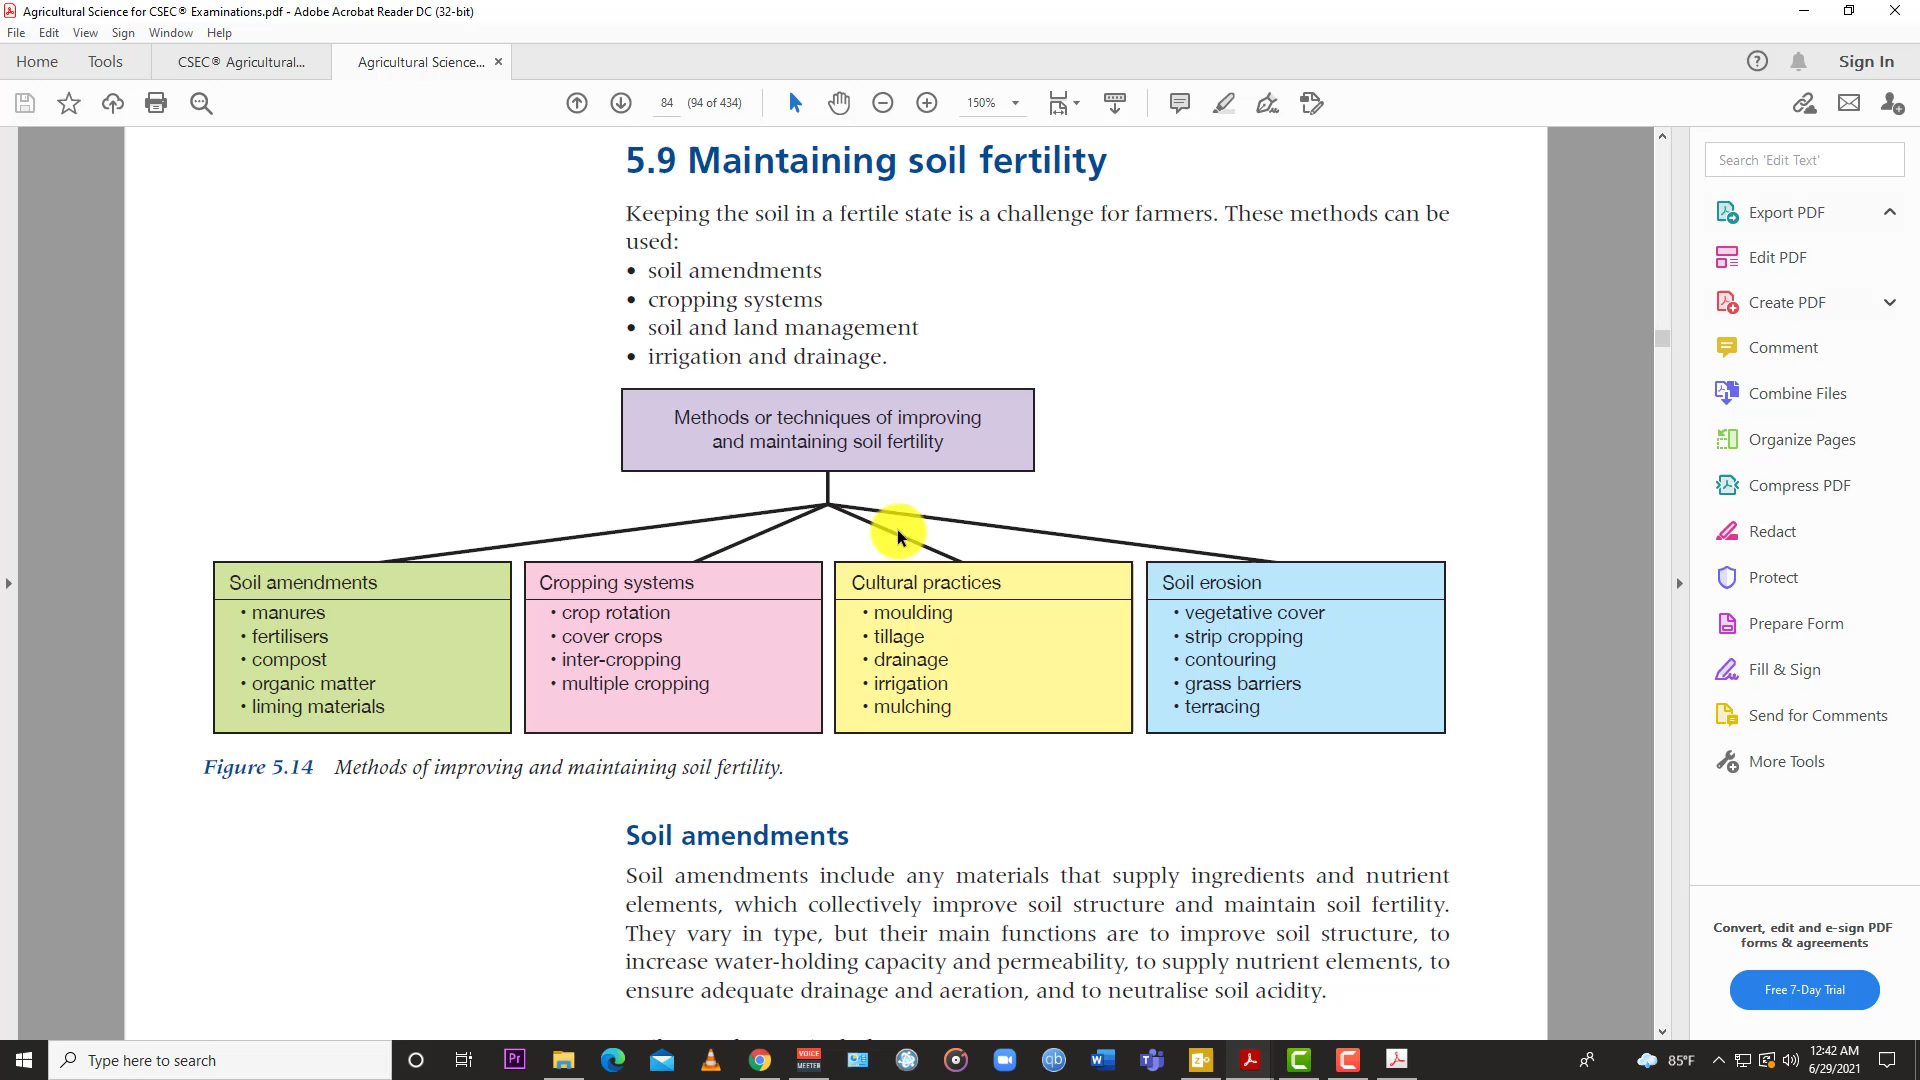 Agricultural Science for CSEC® Examinations.pdf - Adobe Acrobat Reader DC (32-bit)
File Edit View Sign Window Help
Home Tools CSEC® Agricultural... Agricultural Science... × Sign In
84 (94 of 434) 150%
5.9 Maintaining soil fertility
Keeping the soil in a fertile state is a challenge for farmers. These methods can be
used:
• soil amendments
• cropping systems
• soil and land management
• irrigation and drainage.
Methods or techniques of improving
and maintaining soil fertility
Soil amendments
• manures
• fertilisers
• compost
• organic matter
• liming materials
Cropping systems
• crop rotation
• cover crops
• inter-cropping
• multiple cropping
Cultural practices
• moulding
• tillage
• drainage
• irrigation
• mulching
Soil erosion
• vegetative cover
• strip cropping
• contouring
• grass barriers
• terracing
Figure 5.14 Methods of improving and maintaining soil fertility.
Soil amendments
Soil amendments include any materials that supply ingredients and nutrient
elements, which collectively improve soil structure and maintain soil fertility.
They vary in type, but their main functions are to improve soil structure, to
increase water-holding capacity and permeability, to supply nutrient elements, to
ensure adequate drainage and aeration, and to neutralise soil acidity.
Search 'Edit Text'
Export PDF
Edit PDF
Create PDF
Comment
Combine Files
Organize Pages
Compress PDF
Redact
Protect
Prepare Form
Fill & Sign
Send for Comments
More Tools
Convert, edit and e-sign PDF
forms & agreements
Free 7-Day Trial
Type here to search
Pr
VOICE
MEETER
qb
85°F
12:42 AM
6/29/2021